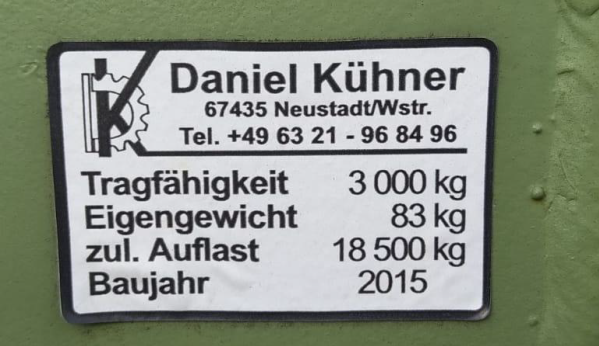 Daniel Kühner
67435 Neustadt/Wstr.
Tel. +49 63 21 - 96 84 96
Tragfähigkeit 3 000 kg
Eigengewicht 83 kg
zul. Auflast 18 500 kg
Baujahr 2015